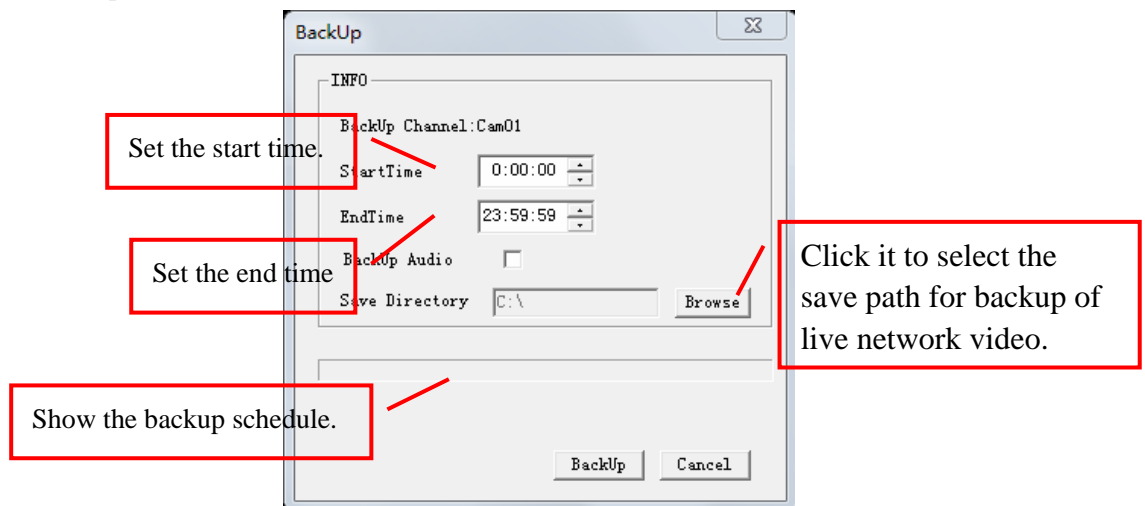 BackUp
INFO
BackUp Channel:Cam01
Set the start time.
StartTime 0:00:00
EndTime 23:59:59
Set the end time
BackUp Audio
Save Directory C:\ Browse
Click it to select the
save path for backup of
live network video.
Show the backup schedule.
BackUp Cancel